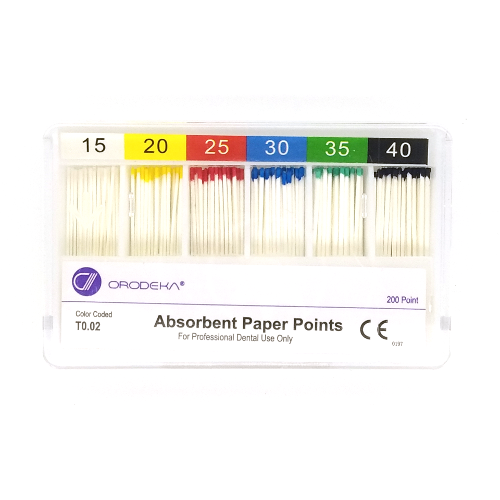 15 20 25 30 35 40
ORODEKA®
200 Point
Color Coded
T0.02
Absorbent Paper Points
For Professional Dental Use Only
CE
0197